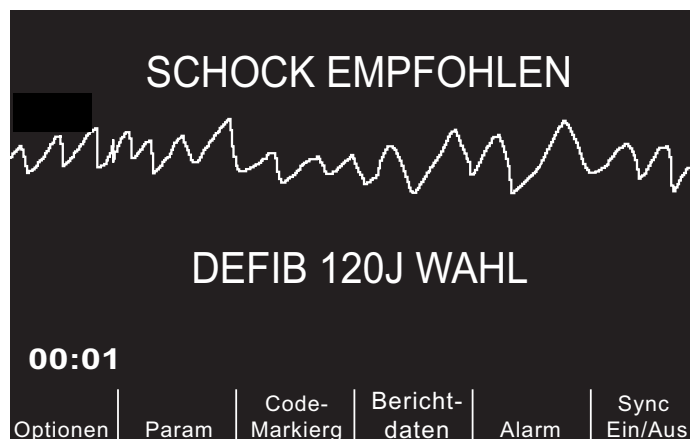 SCHOCK EMPFOHLEN
DEFIB 120J WAHL
00:01
Optionen
Param
Code-
Markierg
Bericht-
daten
Alarm
Sync
Ein/Aus